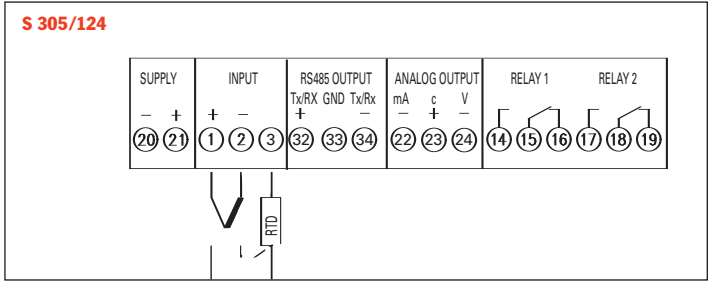 S 305/124
SUPPLY INPUT RS485 OUTPUT ANALOG OUTPUT RELAY 1 RELAY 2
Tx/RX GND Tx/Rx mA c V
− + + − + − − + −
20 21 1 2 3 32 33 34 22 23 24 14 15 16 17 18 19
RTD